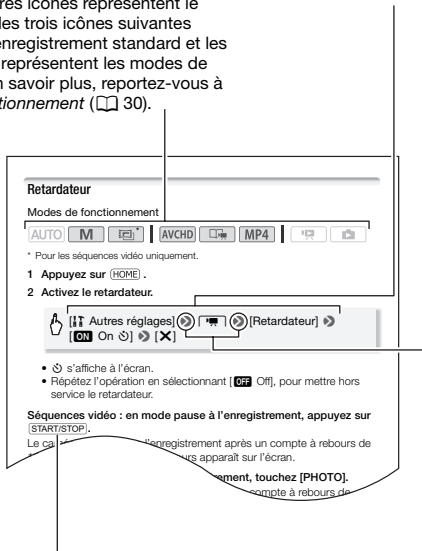 res icônes représentent le
les trois icônes suivantes
enregistrement standard et les
représentent les modes de
n savoir plus, reportez-vous à
ctionnement (📖 30).
Retardateur
Modes de fonctionnement
AUTO M * AVCHD MP4
* Pour les séquences vidéo uniquement.
1 Appuyez sur HOME .
2 Activez le retardateur.
[Autres réglages] [Retardateur]
[ON On] [X]
• s’affiche à l’écran.
• Répétez l’opération en sélectionnant [OFF Off], pour mettre hors
service le retardateur.
Séquences vidéo : en mode pause à l’enregistrement, appuyez sur
START/STOP.
Le l’enregistrement après un compte à rebours de
apparaît sur l’écran.
touchez [PHOTO].
compte à rebours de